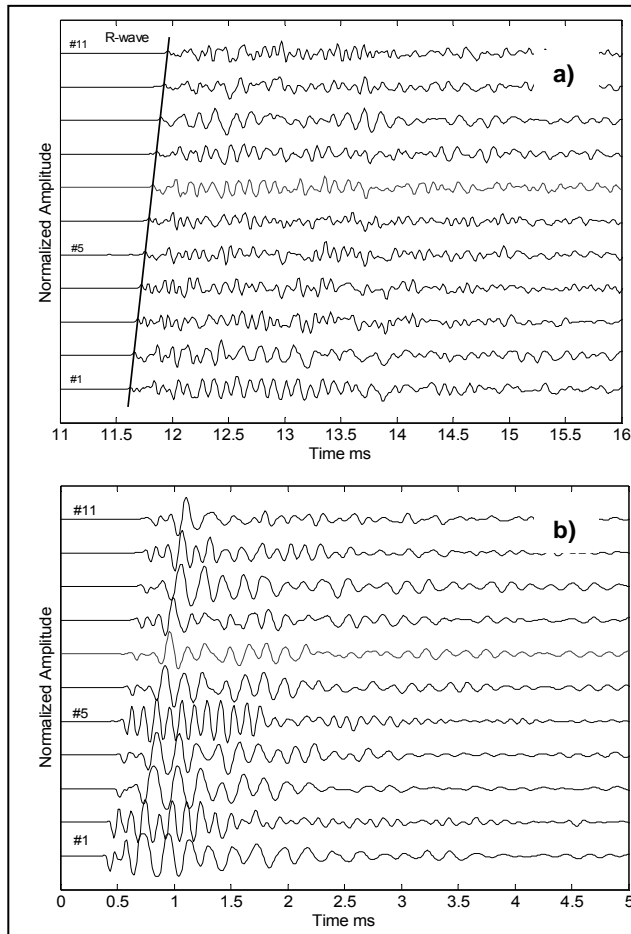 #11
R-wave
a)
#5
#1
Normalized Amplitude
11 11.5 12 12.5 13 13.5 14 14.5 15 15.5 16
Time ms
#11
b)
#5
#1
Normalized Amplitude
0 0.5 1 1.5 2 2.5 3 3.5 4 4.5 5
Time ms